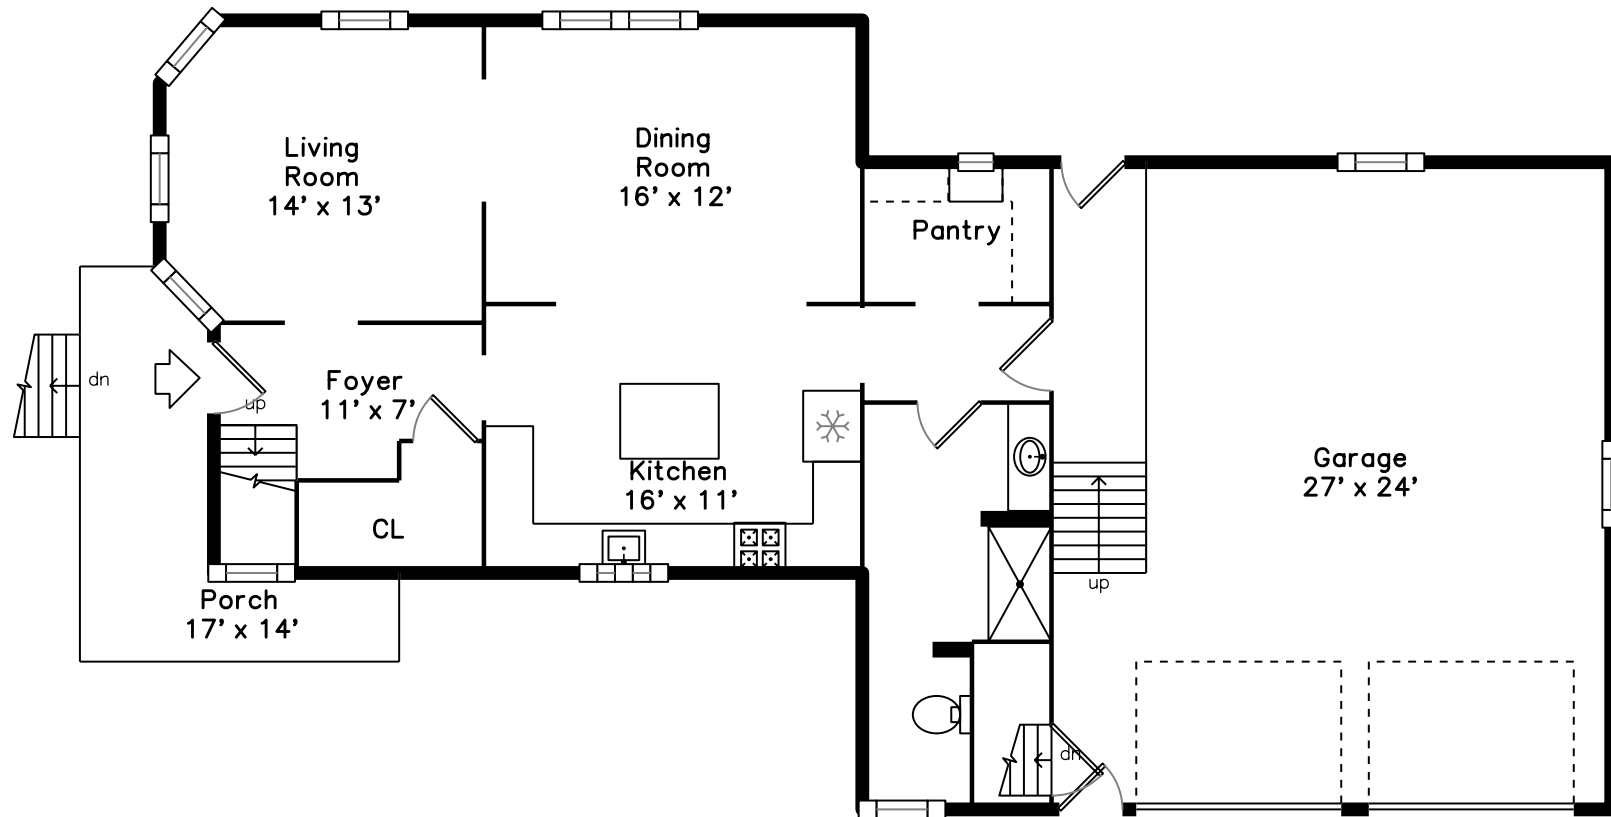 Living
Room
14' x 13'
Dining
Room
16' x 12'
Pantry
dn
up
Foyer
11' x 7'
Kitchen
16' x 11'
Garage
27' x 24'
CL
up
Porch
17' x 14'
dn